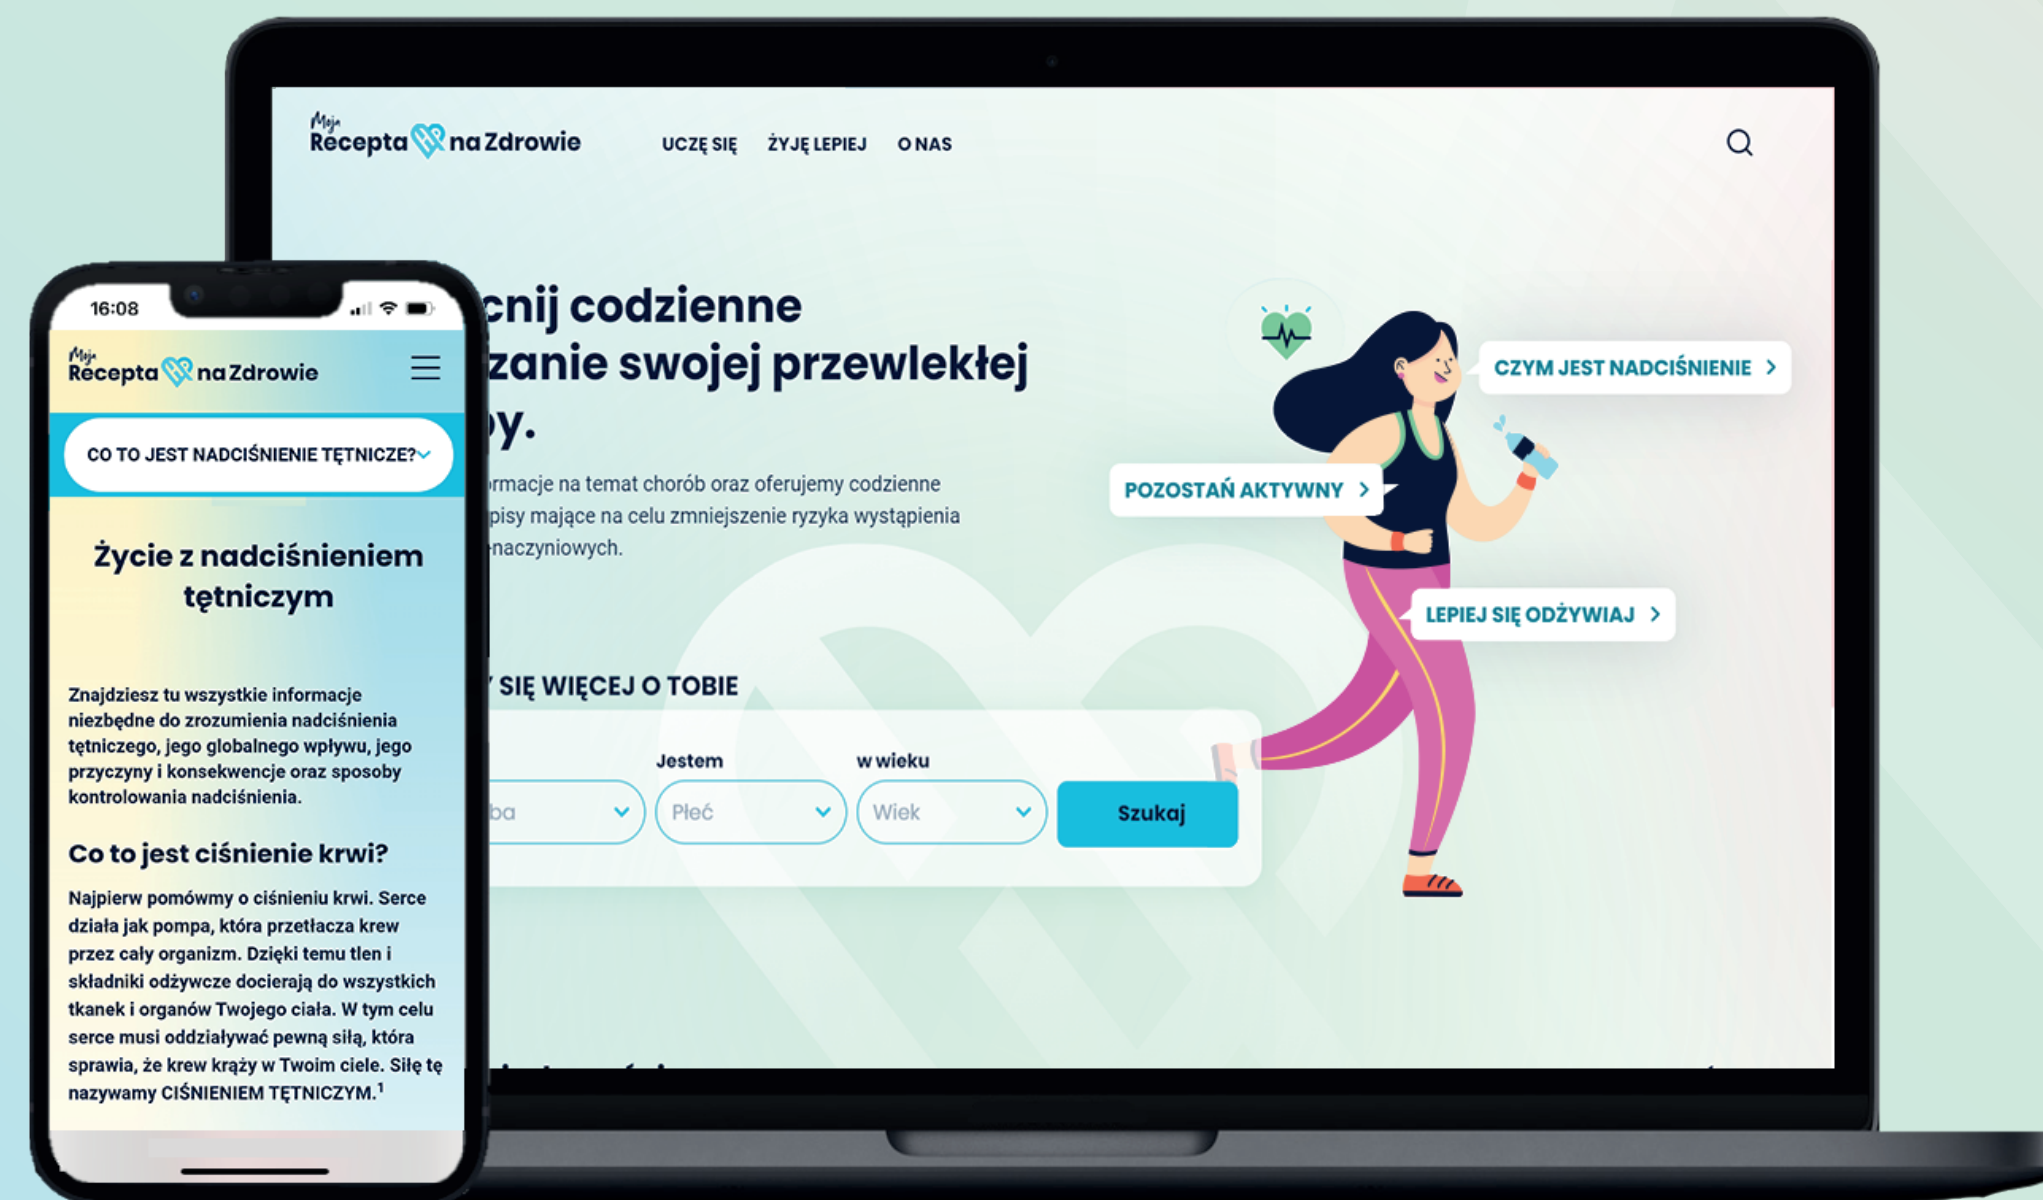 Moja
Recepta na Zdrowie
UCZĘ SIĘ ŻYJĘ LEPIEJ O NAS
codzienne
swojej przewlekłej
CZYM JEST NADCIŚNIENIE
POZOSTAŃ AKTYWNY
LEPIEJ SIĘ ODŻYWIAJ
na temat chorób oraz oferujemy codzienne
mające na celu zmniejszenie ryzyka wystąpienia
SIĘ WIĘCEJ O TOBIE
Jestem w wieku
Płeć Wiek Szukaj
16:08
Moja
Recepta na Zdrowie
CO TO JEST NADCIŚNIENIE TĘTNICZE?
Życie z nadciśnieniem
tętniczym
Znajdziesz tu wszystkie informacje
niezbędne do zrozumienia nadciśnienia
tętniczego, jego globalnego wpływu, jego
przyczyny i konsekwencje oraz sposoby
kontrolowania nadciśnienia.
Co to jest ciśnienie krwi?
Najpierw pomówmy o ciśnieniu krwi. Serce
działa jak pompa, która przetłacza krew
przez cały organizm. Dzięki temu tlen i
składniki odżywcze docierają do wszystkich
tkanek i organów Twojego ciała. W tym celu
serce musi oddziaływać pewną siłą, która
sprawia, że krew krąży w Twoim ciele. Siłę tę
nazywamy CIŚNIENIEM TĘTNICZYM.1